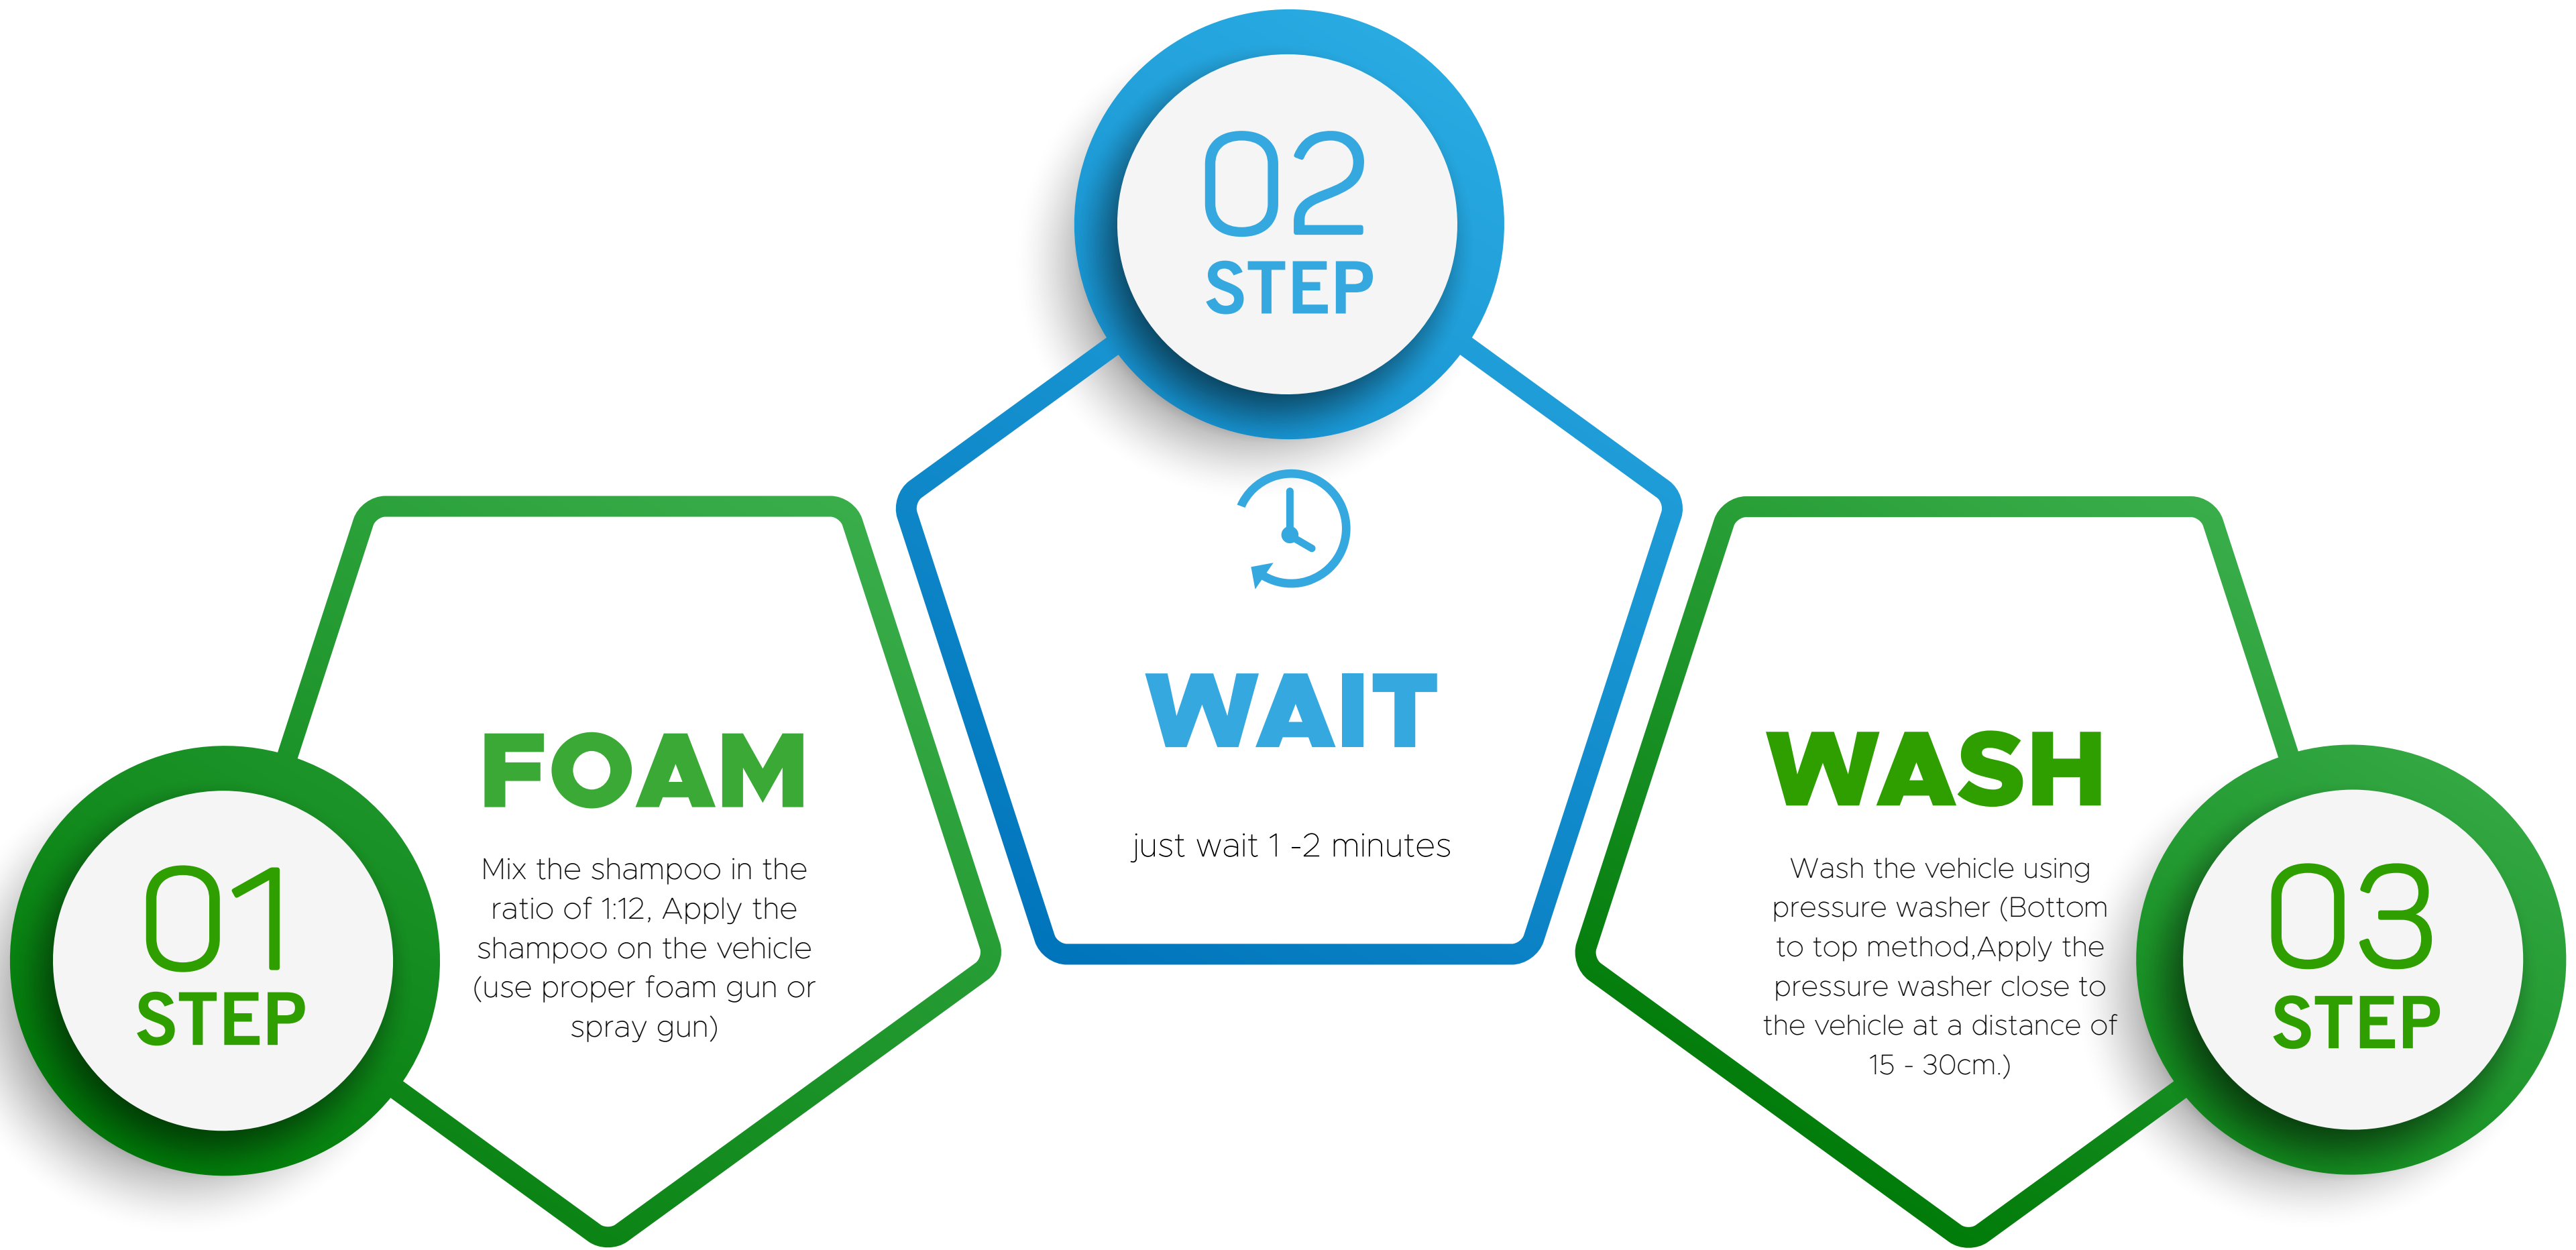 01
STEP
FOAM
Mix the shampoo in the
ratio of 1:12, Apply the
shampoo on the vehicle
(use proper foam gun or
spray gun)
02
STEP
WAIT
just wait 1 -2 minutes
03
STEP
WASH
Wash the vehicle using
pressure washer (Bottom
to top method,Apply the
pressure washer close to
the vehicle at a distance of
15 - 30cm.)